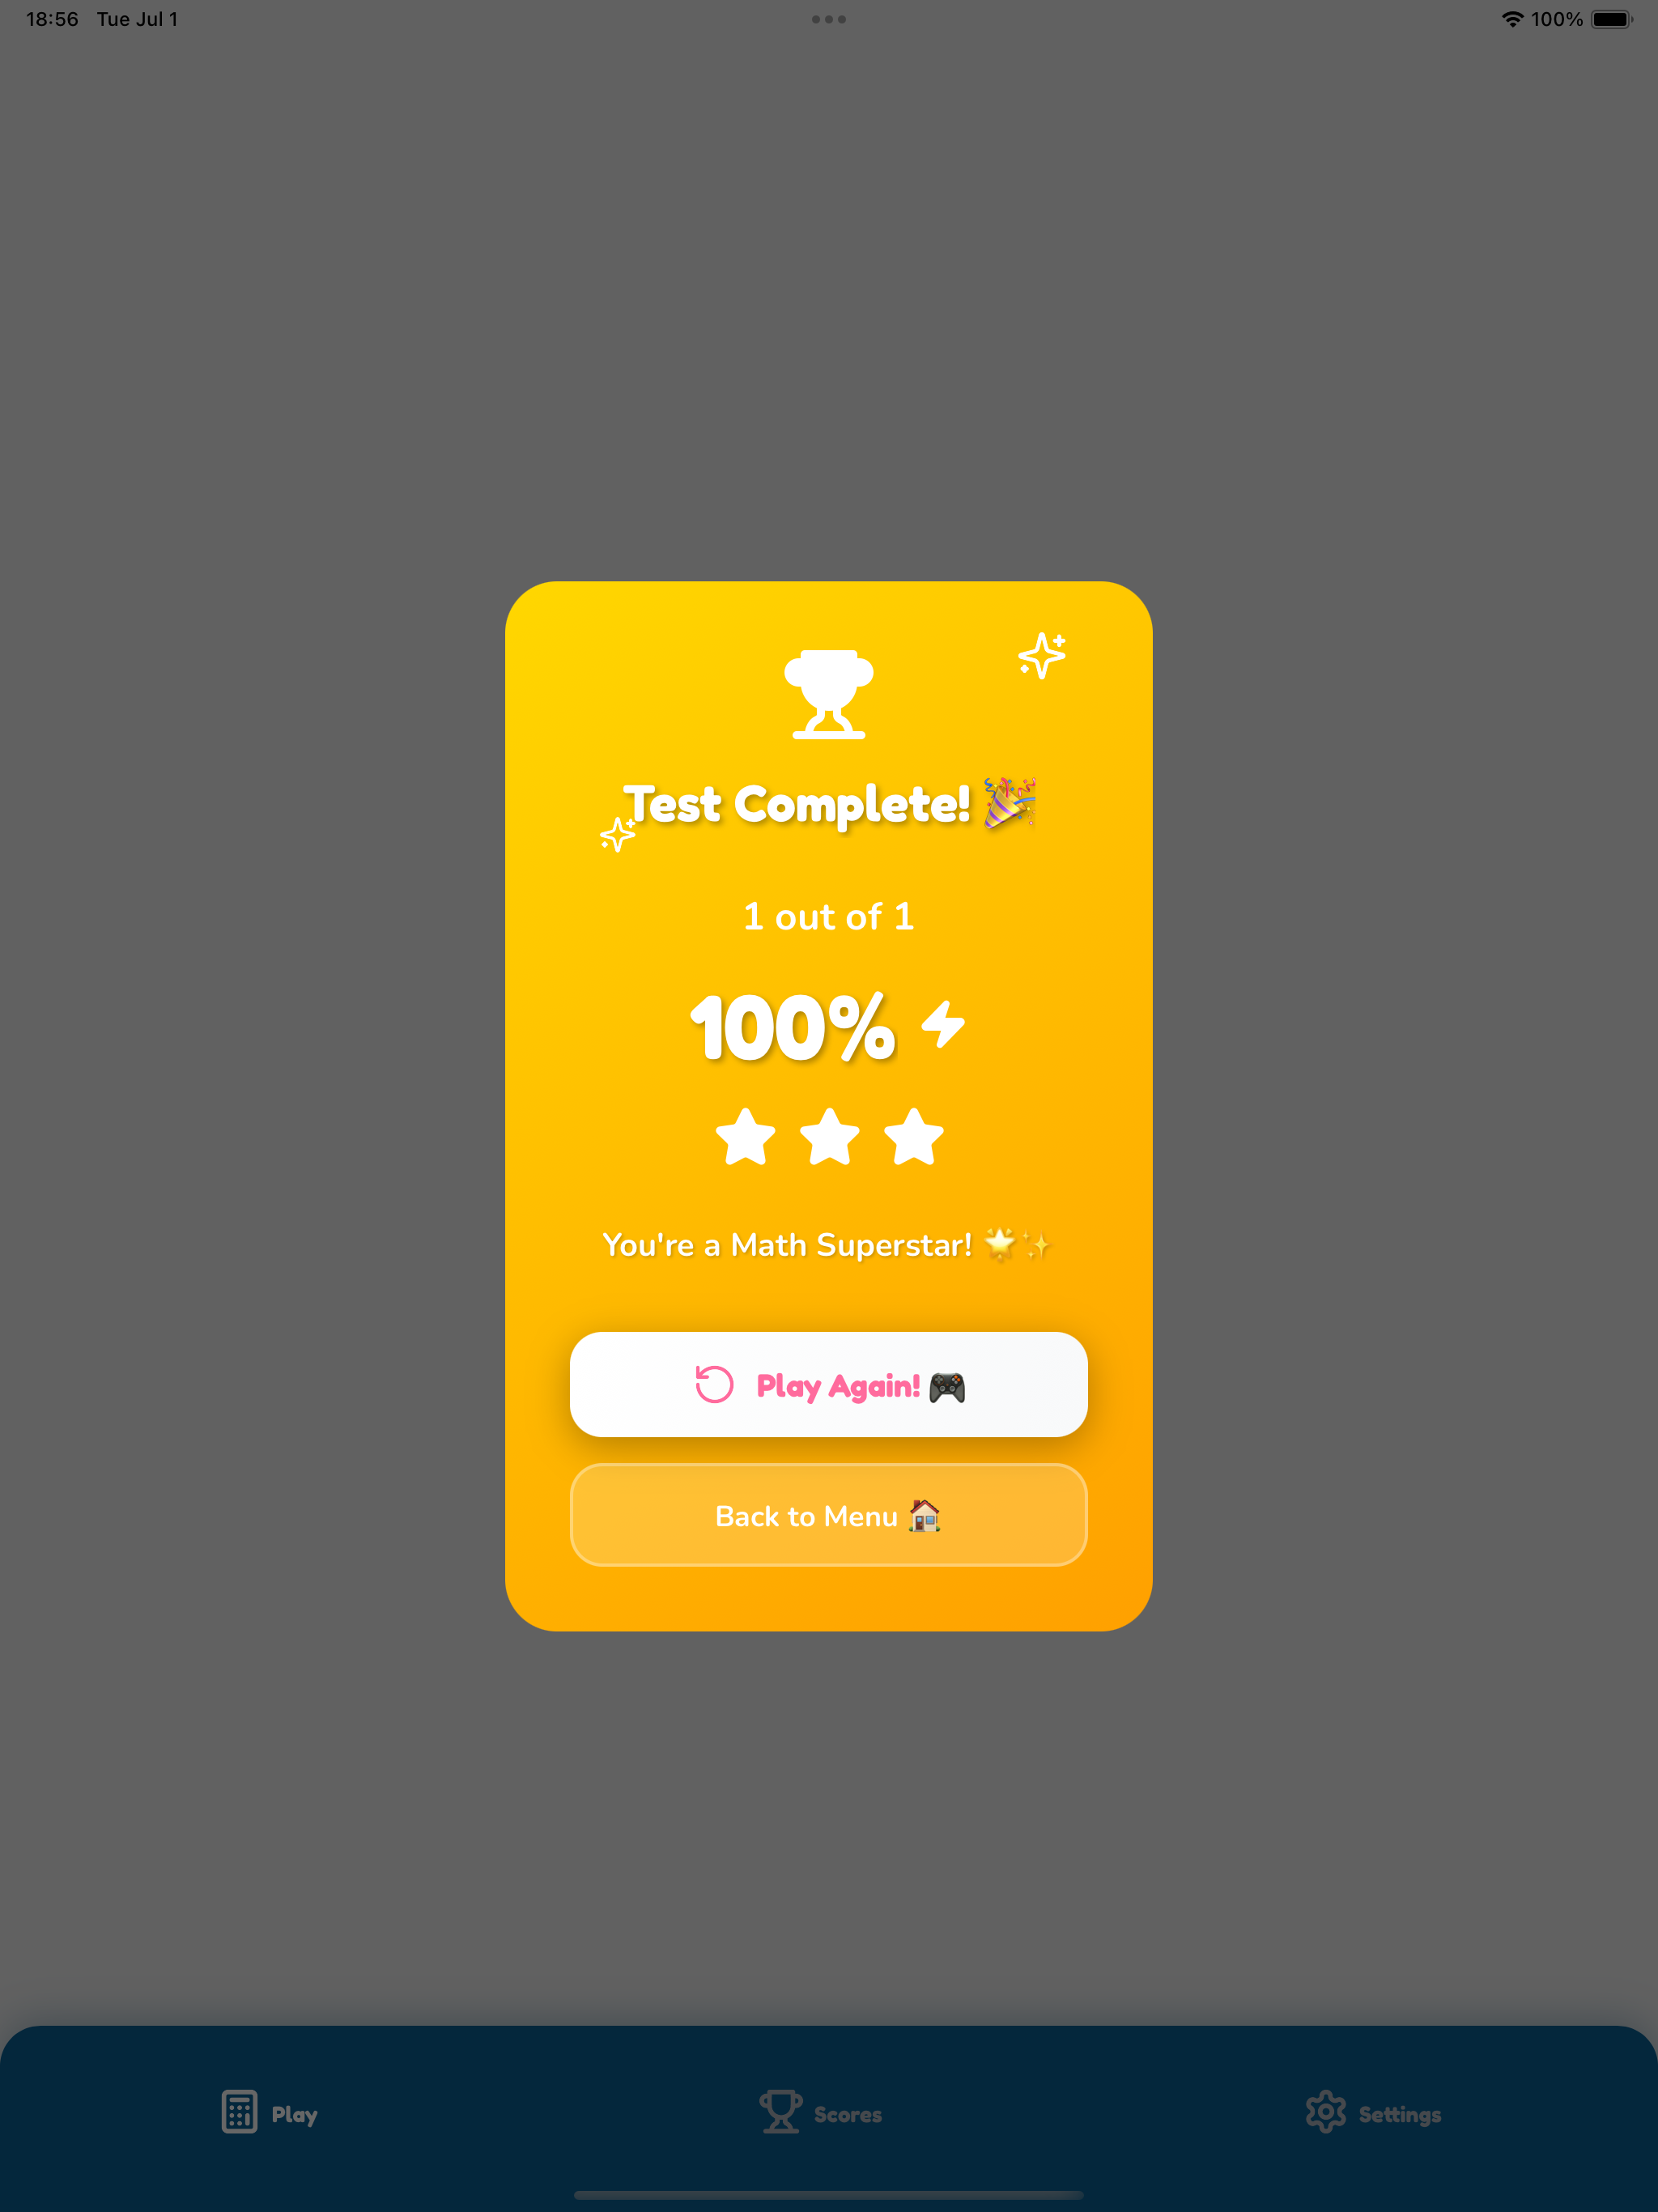 18:56 Tue Jul 1
100%
Test Complete! 🎉
1 out of 1
100%
You're a Math Superstar! 🌟✨
Play Again! 🎮
Back to Menu 🏠
Play
Scores
Settings